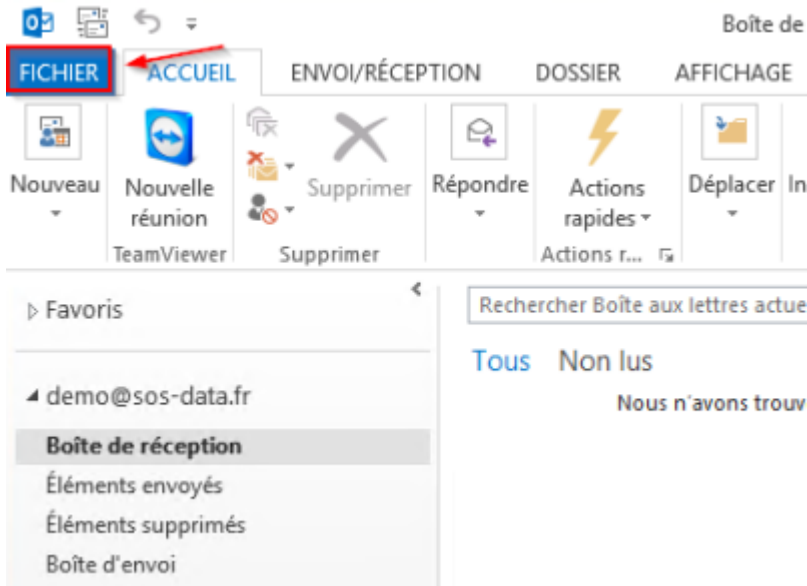 Boîte de
FICHIER ACCUEIL ENVOI/RÉCEPTION DOSSIER AFFICHAGE
Nouveau Nouvelle réunion Supprimer Répondre Actions rapides Déplacer In
TeamViewer Supprimer Actions r...
Favoris
Rechercher Boîte aux lettres actue
Tous Non lus
Nous n'avons trouv
demo@sos-data.fr
Boîte de réception
Éléments envoyés
Éléments supprimés
Boîte d'envoi